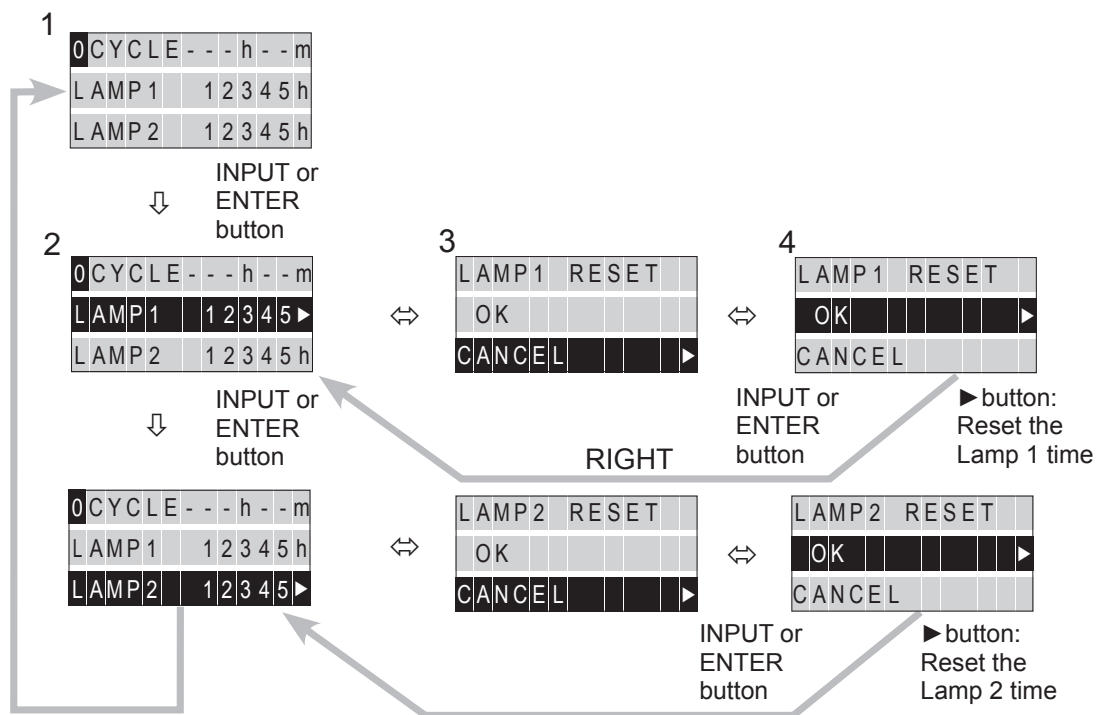 1
0CYCLE---h--m
LAMP1 12345h
LAMP2 12345h
INPUT or
ENTER
button
⇩
2
0CYCLE---h--m
LAMP1 12345►
LAMP2 12345h
⇔
3
LAMP1 RESET
OK
CANCEL ►
⇔
4
LAMP1 RESET
OK ►
CANCEL
INPUT or
ENTER
button
⇩
INPUT or
ENTER
button
►button:
Reset the
Lamp 1 time
RIGHT
0CYCLE---h--m
LAMP1 12345h
LAMP2 12345►
⇔
LAMP2 RESET
OK
CANCEL ►
⇔
LAMP2 RESET
OK ►
CANCEL
INPUT or
ENTER
button
►button:
Reset the
Lamp 2 time